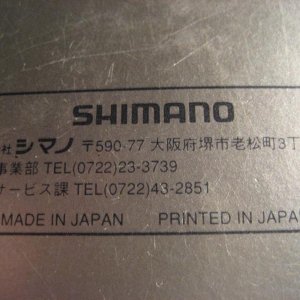 SHIMANO
社 シマノ 〒590-77 大阪府堺市老松町3丁
事業部 TEL(0722)23-3739
サービス課 TEL(0722)43-2851
MADE IN JAPAN PRINTED IN JAPA